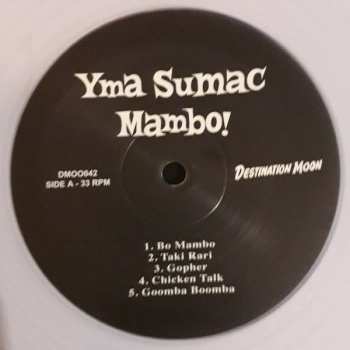 Yma Sumac
Mambo!
DMOO942
SIDE A - 33 RPM
DESTINATION MOON
1. Bo Mambo
2. Taki Rari
3. Gopher
4. Chicken Talk
5. Goomba Boomba